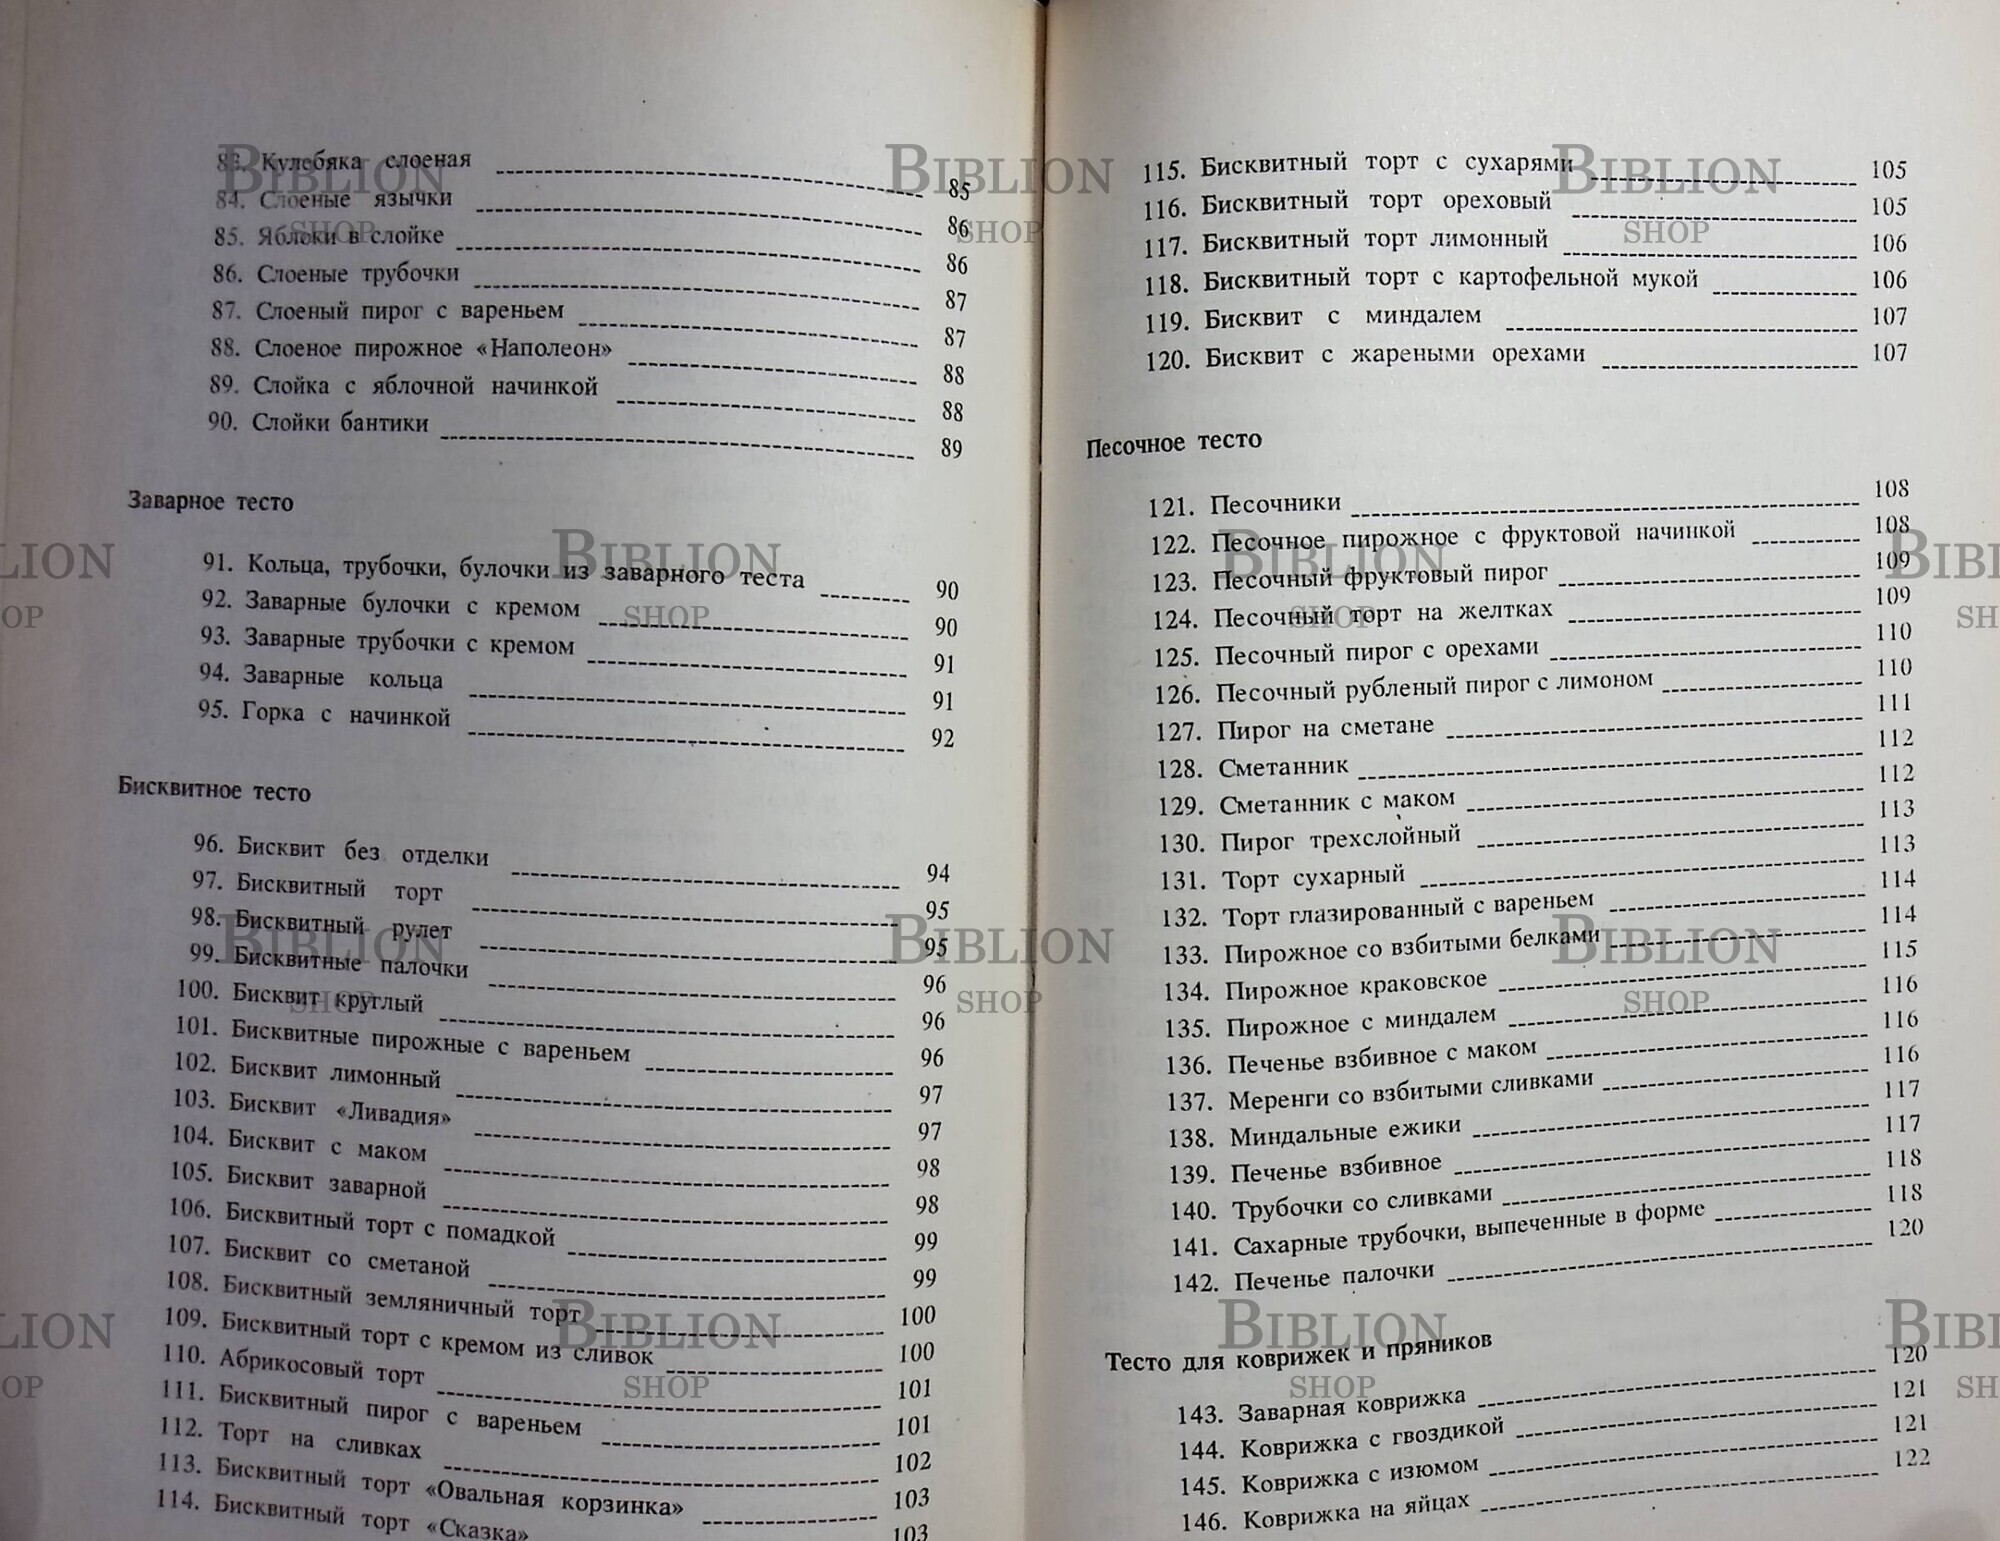 83. Кулебяка слоеная 85
84. Слоеные язычки 86
85. Яблоки в слойке 86
86. Слоеные трубочки 87
87. Слоеный пирог с вареньем 87
88. Слоеное пирожное «Наполеон» 88
89. Слойка с яблочной начинкой 88
90. Слойки бантики 89
Заварное тесто
91. Кольца, трубочки, булочки из заварного теста 90
92. Заварные булочки с кремом 90
93. Заварные трубочки с кремом 91
94. Заварные кольца 91
95. Горка с начинкой 92
Бисквитное тесто
96. Бисквит без отделки 94
97. Бисквитный торт 95
98. Бисквитный рулет 95
99. Бисквитные палочки 96
100. Бисквит круглый 96
101. Бисквитные пирожные с вареньем 96
102. Бисквит лимонный 97
103. Бисквит «Ливадия» 97
104. Бисквит с маком 98
105. Бисквит заварной 98
106. Бисквитный торт с помадкой 99
107. Бисквит со сметаной 99
108. Бисквитный земляничный торт 100
109. Бисквитный торт с кремом из сливок 100
110. Абрикосовый торт 101
111. Бисквитный пирог с вареньем 101
112. Торт на сливках 102
113. Бисквитный торт «Овальная корзинка» 103
114. Бисквитный торт «Сказка» 103
115. Бисквитный торт с сухарями 105
116. Бисквитный торт ореховый 105
117. Бисквитный торт лимонный 106
118. Бисквитный торт с картофельной мукой 106
119. Бисквит с миндалем 107
120. Бисквит с жареными орехами 107
Песочное тесто
121. Песочники 108
122. Песочное пирожное с фруктовой начинкой 108
123. Песочный фруктовый пирог 109
124. Песочный торт на желтках 109
125. Песочный пирог с орехами 110
126. Песочный рубленый пирог с лимоном 110
127. Пирог на сметане 111
128. Сметанник 112
129. Сметанник с маком 112
130. Пирог трехслойный 113
131. Торт сухарный 113
132. Торт глазированный с вареньем 114
133. Пирожное со взбитыми белками 114
134. Пирожное краковское 115
135. Пирожное с миндалем 116
136. Печенье взбивное с маком 116
137. Меренги со взбитыми сливками 116
138. Миндальные ежики 117
139. Печенье взбивное 117
140. Трубочки со сливками 118
141. Сахарные трубочки, выпеченные в форме 118
142. Печенье палочки 120
Тесто для коврижек и пряников
143. Заварная коврижка 120
144. Коврижка с гвоздикой 121
145. Коврижка с изюмом 121
146. Коврижка на яйцах 122
BIBLION
SHOP